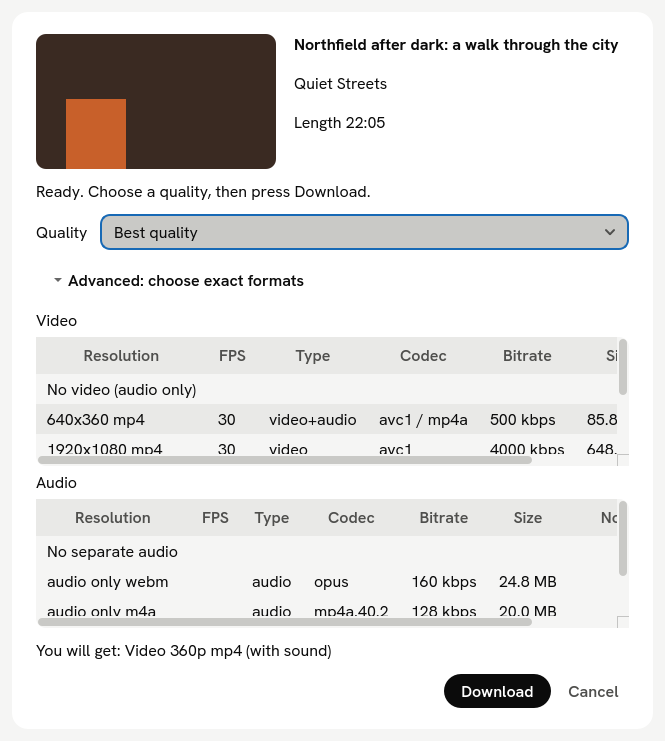 Northfield after dark: a walk through the city
Quiet Streets
Length 22:05
Ready. Choose a quality, then press Download.
Quality Best quality
Advanced: choose exact formats
Video
Resolution FPS Type Codec Bitrate
No video (audio only)
640x360 mp4 30 video+audio avc1 / mp4a 500 kbps 85.8
1920x1080 mp4 30 video avc1 4000 kbps 648.
Audio
Resolution FPS Type Codec Bitrate Size
No separate audio
audio only webm audio opus 160 kbps 24.8 MB
audio only m4a audio mp4a.40.2 128 kbps 20.0 MB
You will get: Video 360p mp4 (with sound)
Download Cancel